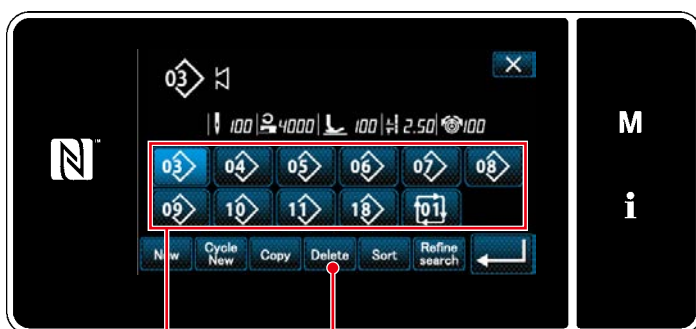 03
100 4000 100 2.50 100
M
N™
03 04 05 06 07 08
i
09 10 11 18 01
New Cycle New Copy Delete Sort Refine search